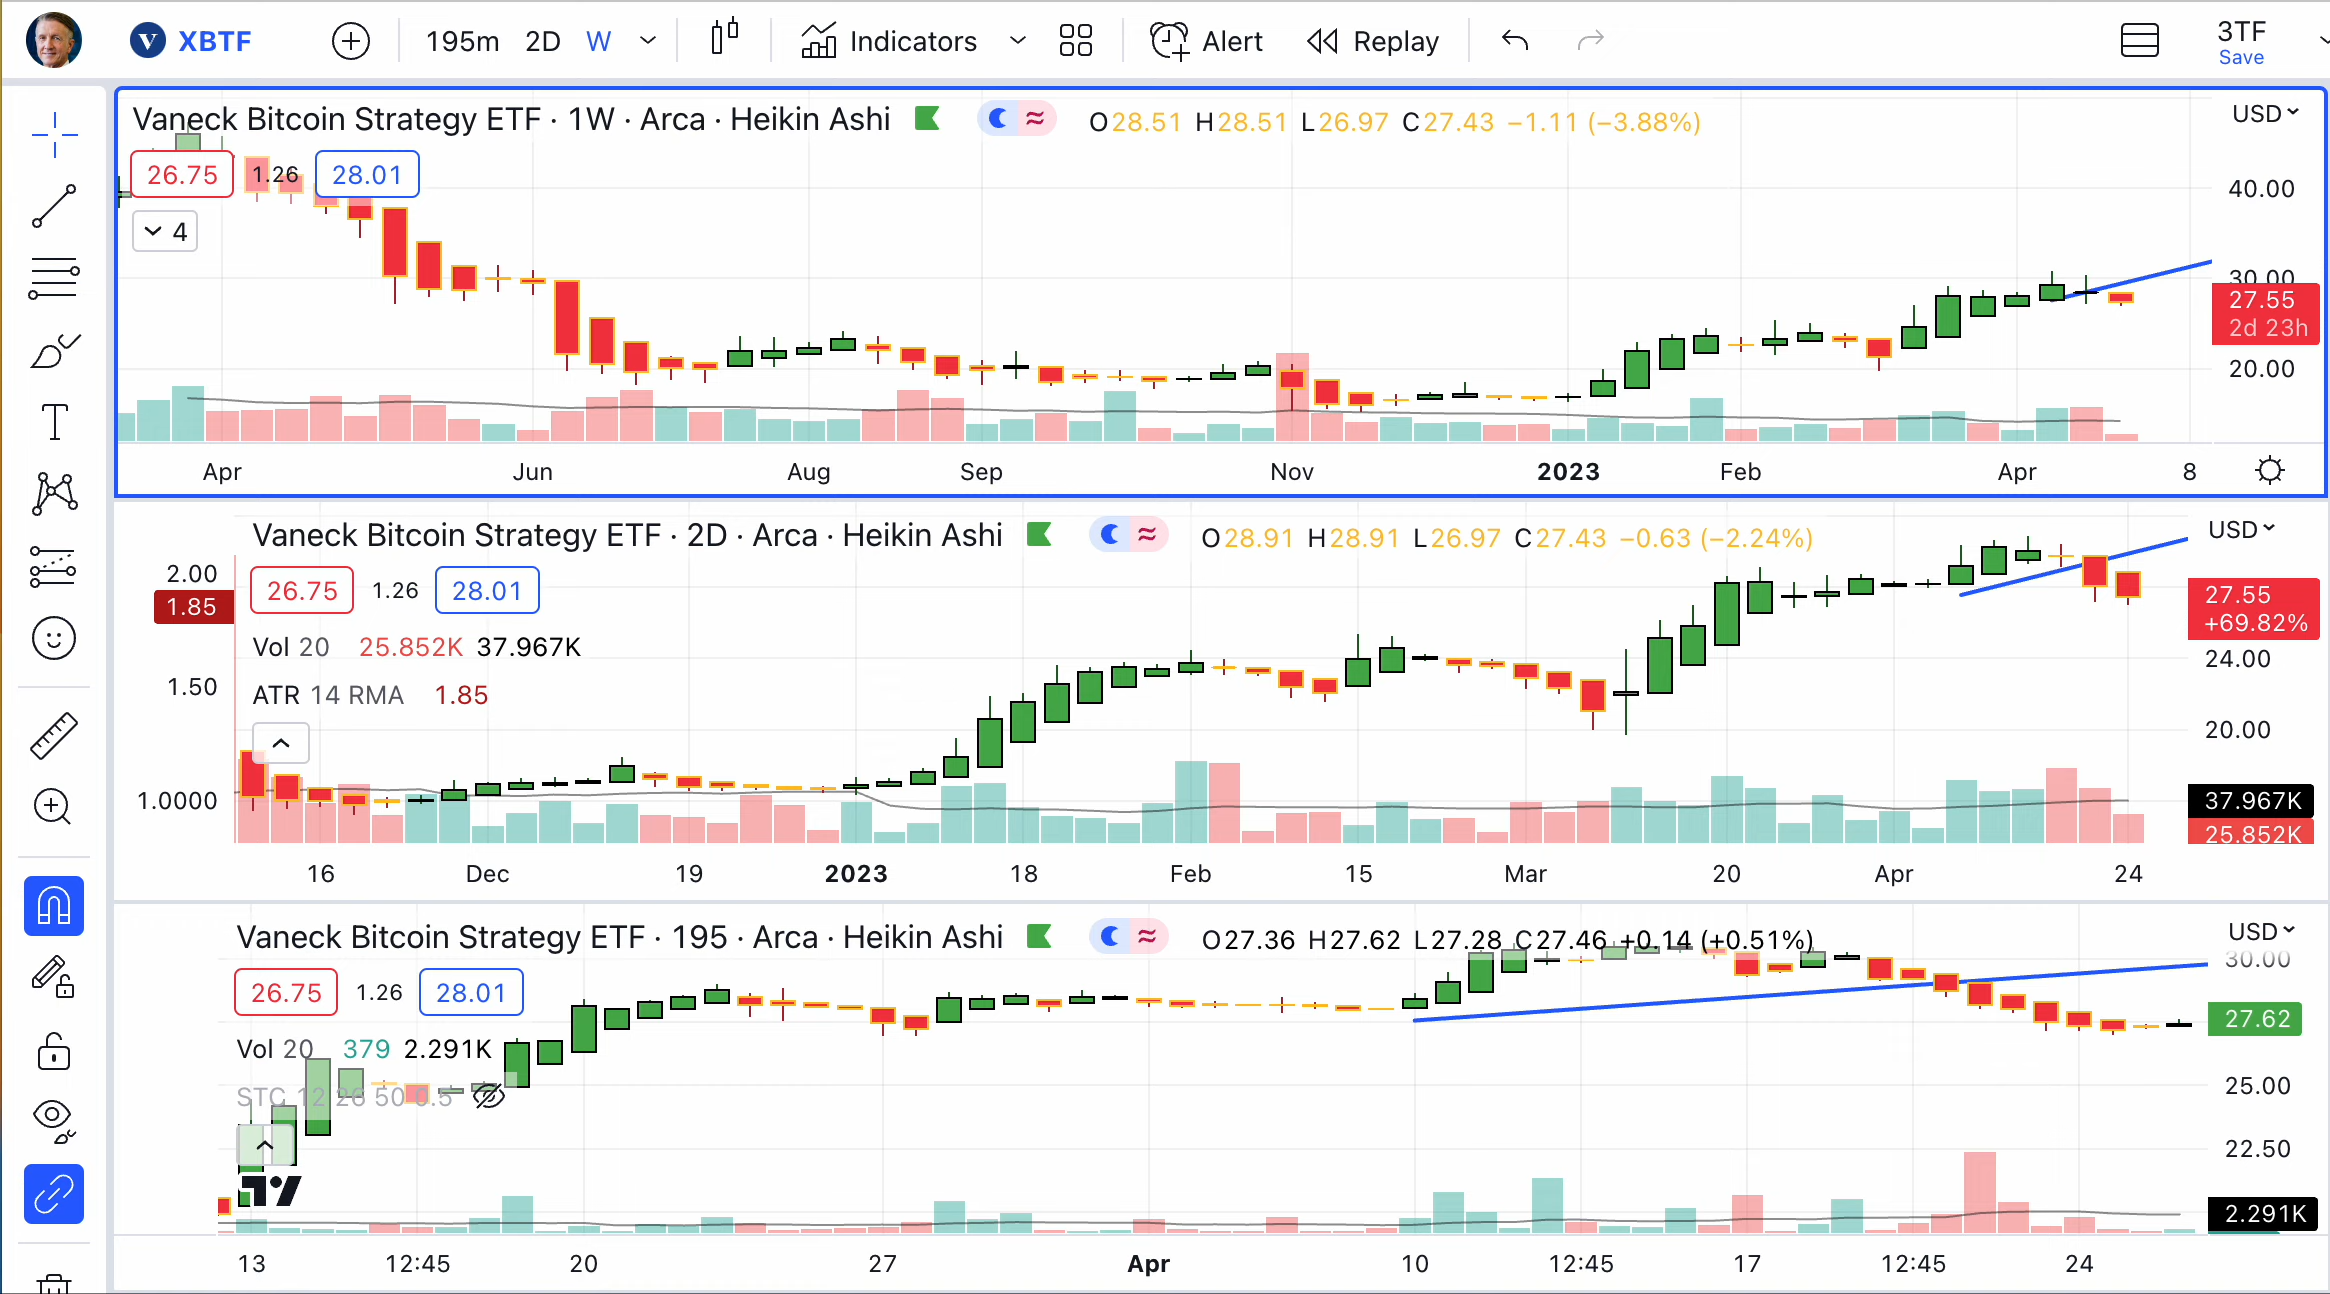 XBTF 195m 2D W Indicators Alert Replay 3TF
Save
Vaneck Bitcoin Strategy ETF · 1W · Arca · Heikin Ashi O28.51 H28.51 L26.97 C27.43 −1.11 (−3.88%) USD
26.75 1.26 28.01
4
40.00
30.00
27.55
2d 23h
20.00
Apr Jun Aug Sep Nov 2023 Feb Apr 8
Vaneck Bitcoin Strategy ETF · 2D · Arca · Heikin Ashi O28.91 H28.91 L26.97 C27.43 −0.63 (−2.24%) USD
2.00
1.85
26.75 1.26 28.01
27.55
+69.82%
Vol 20 25.852K 37.967K
24.00
1.50
ATR 14 RMA 1.85
20.00
1.0000
37.967K
25.852K
16 Dec 19 2023 18 Feb 15 Mar 20 Apr 24
Vaneck Bitcoin Strategy ETF · 195 · Arca · Heikin Ashi O27.36 H27.62 L27.28 C27.46 +0.14 (+0.51%) USD
30.00
26.75 1.26 28.01
27.62
Vol 20 379 2.291K
STC 12 26 50 0.5
25.00
22.50
2.291K
13 12:45 20 27 Apr 10 12:45 17 12:45 24